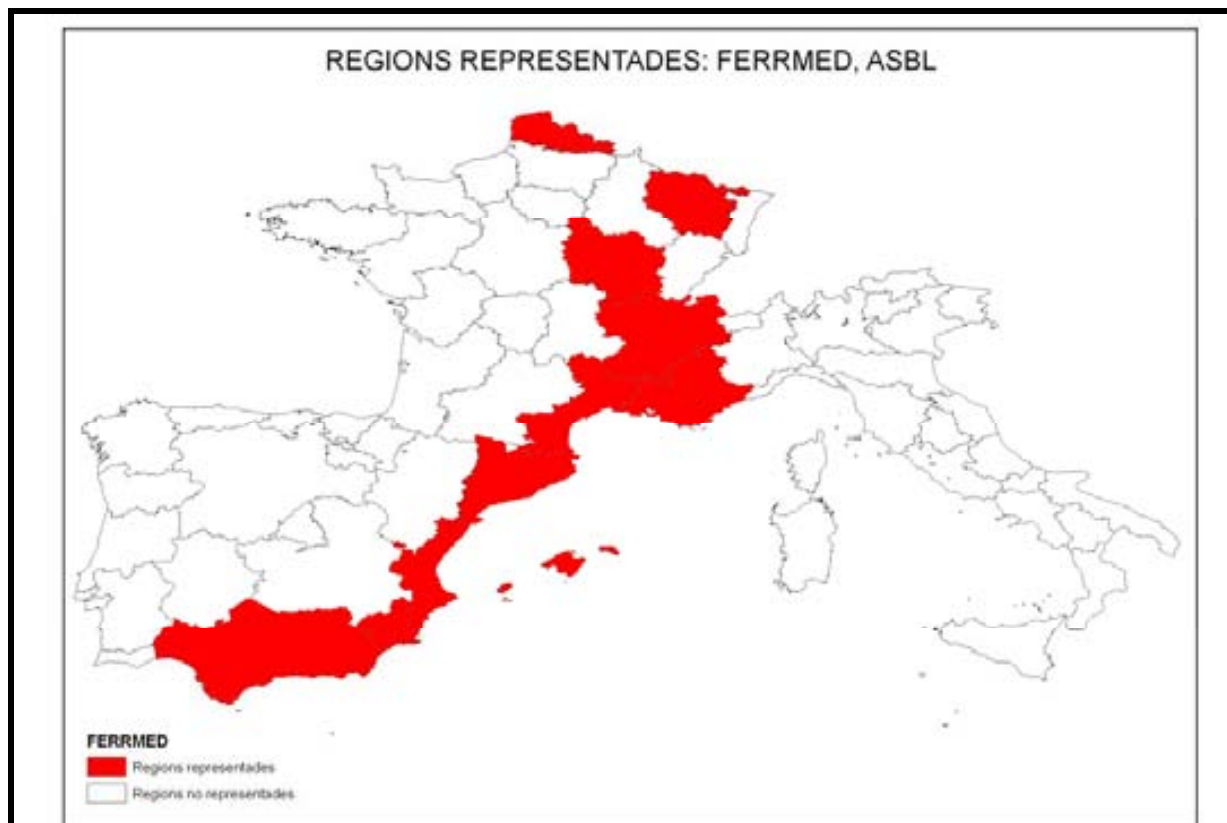 REGIONS REPRESENTADES: FERRMED, ASBL
FERRMED
Regions representades
Regions no representades